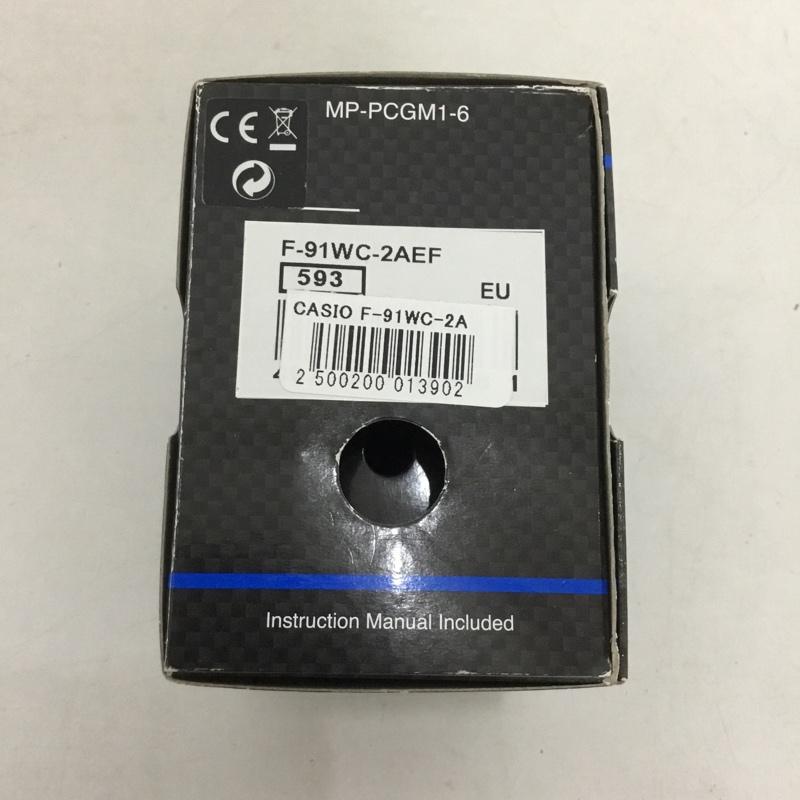 CE
MP-PCGM1-6
F-91WC-2AEF
593
EU
CASIO F-91WC-2A
2 500200 013902
Instruction Manual Included